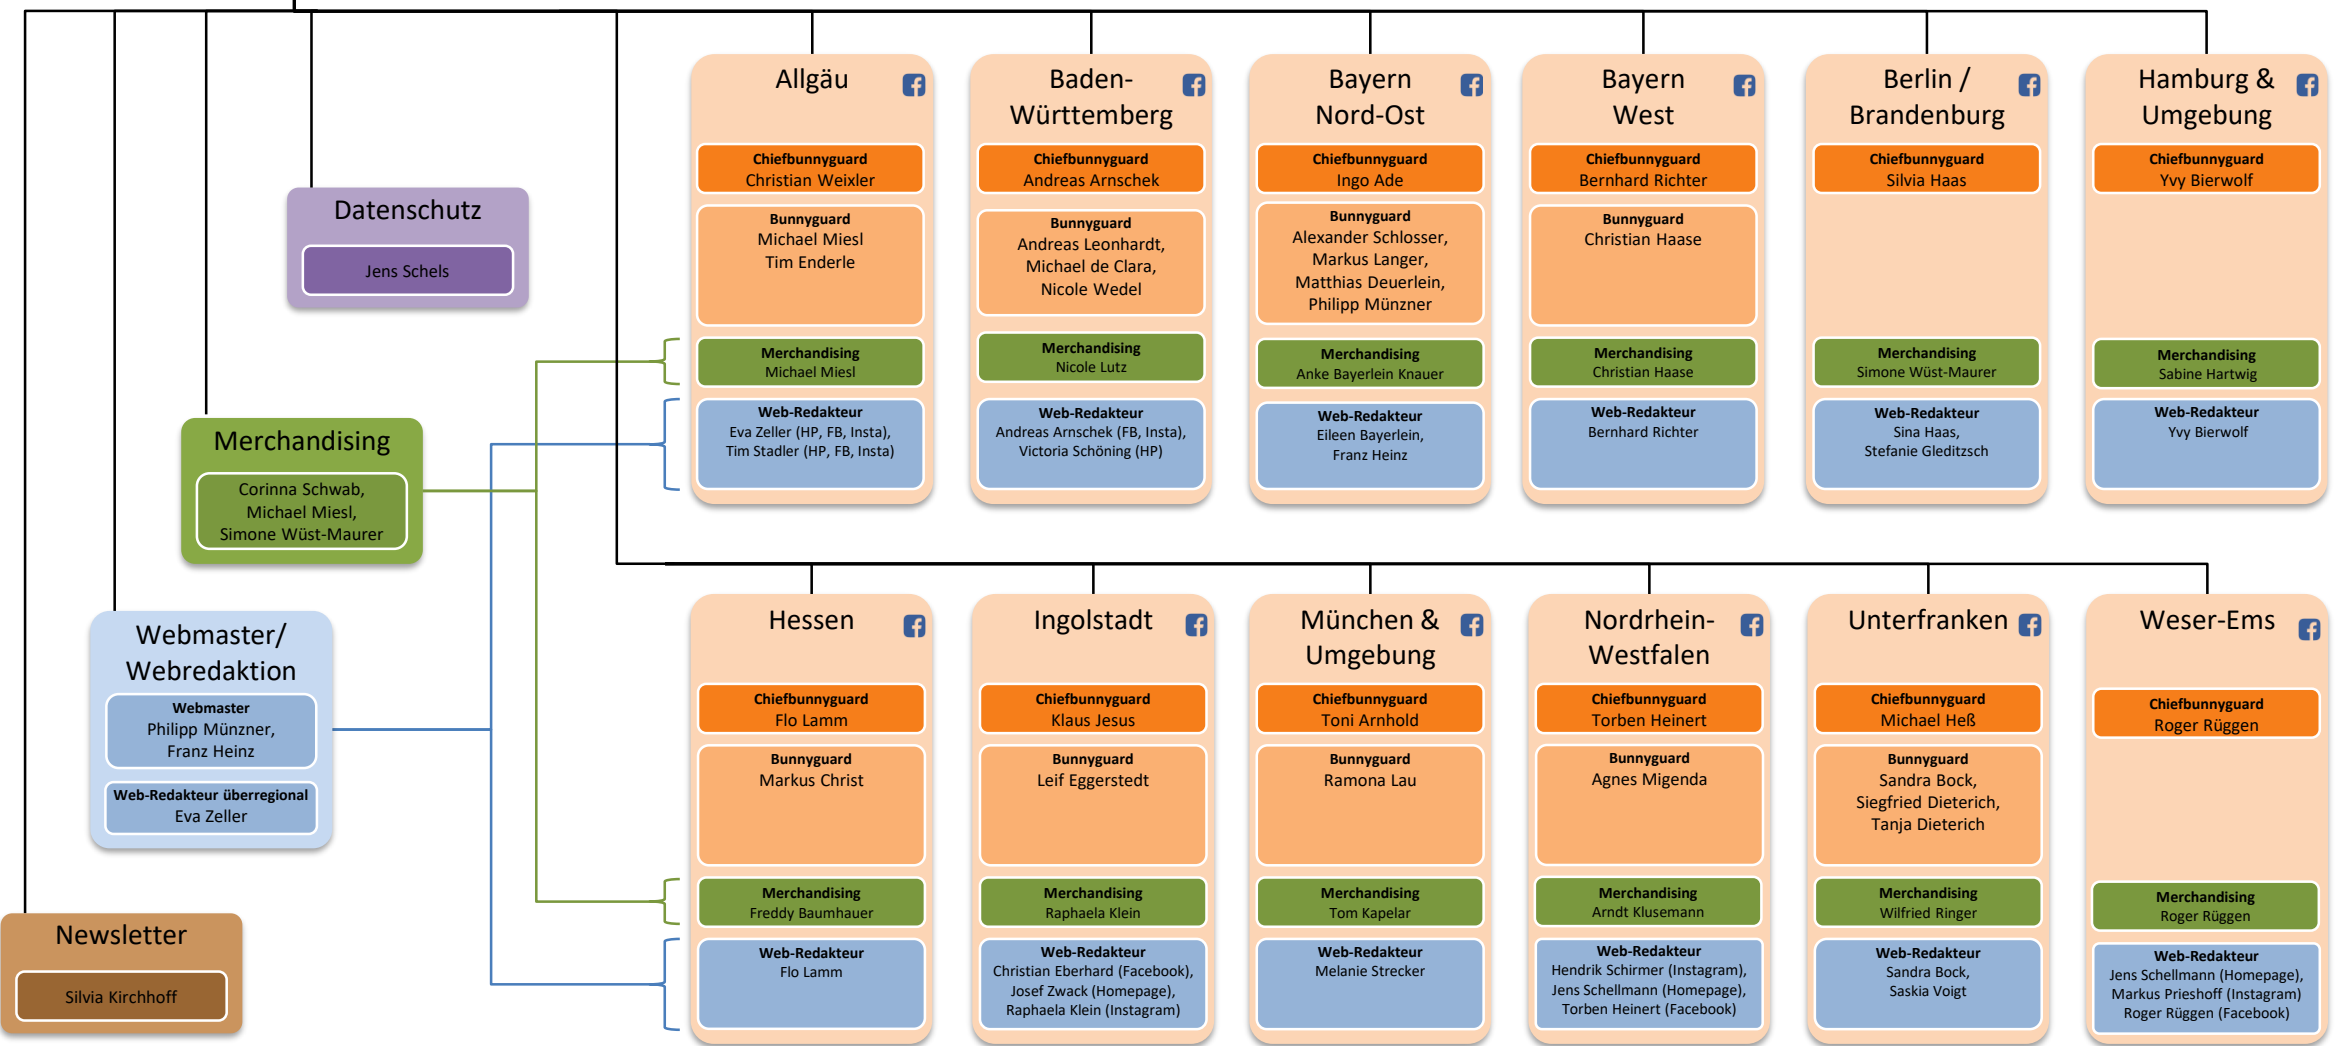 Datenschutz
Jens Schels
Merchandising
Corinna Schwab,
Michael Miesl,
Simone Wüst-Maurer
Webmaster/
Webredaktion
Webmaster
Philipp Münzner,
Franz Heinz
Web-Redakteur überregional
Eva Zeller
Newsletter
Silvia Kirchhoff
Allgäu
Chiefbunnyguard
Christian Weixler
Bunnyguard
Michael Miesl
Tim Enderle
Merchandising
Michael Miesl
Web-Redakteur
Eva Zeller (HP, FB, Insta),
Tim Stadler (HP, FB, Insta)
Baden-
Württemberg
Chiefbunnyguard
Andreas Arnschek
Bunnyguard
Andreas Leonhardt,
Michael de Clara,
Nicole Wedel
Merchandising
Nicole Lutz
Web-Redakteur
Andreas Arnschek (FB, Insta),
Victoria Schöning (HP)
Bayern
Nord-Ost
Chiefbunnyguard
Ingo Ade
Bunnyguard
Alexander Schlosser,
Markus Langer,
Matthias Deuerlein,
Philipp Münzner
Merchandising
Anke Bayerlein Knauer
Web-Redakteur
Eileen Bayerlein,
Franz Heinz
Bayern
West
Chiefbunnyguard
Bernhard Richter
Bunnyguard
Christian Haase
Merchandising
Christian Haase
Web-Redakteur
Bernhard Richter
Berlin /
Brandenburg
Chiefbunnyguard
Silvia Haas
Merchandising
Simone Wüst-Maurer
Web-Redakteur
Sina Haas,
Stefanie Gleditzsch
Hamburg &
Umgebung
Chiefbunnyguard
Yvy Bierwolf
Merchandising
Sabine Hartwig
Web-Redakteur
Yvy Bierwolf
Hessen
Chiefbunnyguard
Flo Lamm
Bunnyguard
Markus Christ
Merchandising
Freddy Baumhauer
Web-Redakteur
Flo Lamm
Ingolstadt
Chiefbunnyguard
Klaus Jesus
Bunnyguard
Leif Eggerstedt
Merchandising
Raphaela Klein
Web-Redakteur
Christian Eberhard (Facebook),
Josef Zwack (Homepage),
Raphaela Klein (Instagram)
München &
Umgebung
Chiefbunnyguard
Toni Arnhold
Bunnyguard
Ramona Lau
Merchandising
Tom Kapelar
Web-Redakteur
Melanie Strecker
Nordrhein-
Westfalen
Chiefbunnyguard
Torben Heinert
Bunnyguard
Agnes Migenda
Merchandising
Arndt Klusemann
Web-Redakteur
Hendrik Schirmer (Instagram),
Jens Schellmann (Homepage),
Torben Heinert (Facebook)
Unterfranken
Chiefbunnyguard
Michael Heß
Bunnyguard
Sandra Bock,
Siegfried Dieterich,
Tanja Dieterich
Merchandising
Wilfried Ringer
Web-Redakteur
Sandra Bock,
Saskia Voigt
Weser-Ems
Chiefbunnyguard
Roger Rüggen
Merchandising
Roger Rüggen
Web-Redakteur
Jens Schellmann (Homepage),
Markus Prieshoff (Instagram)
Roger Rüggen (Facebook)